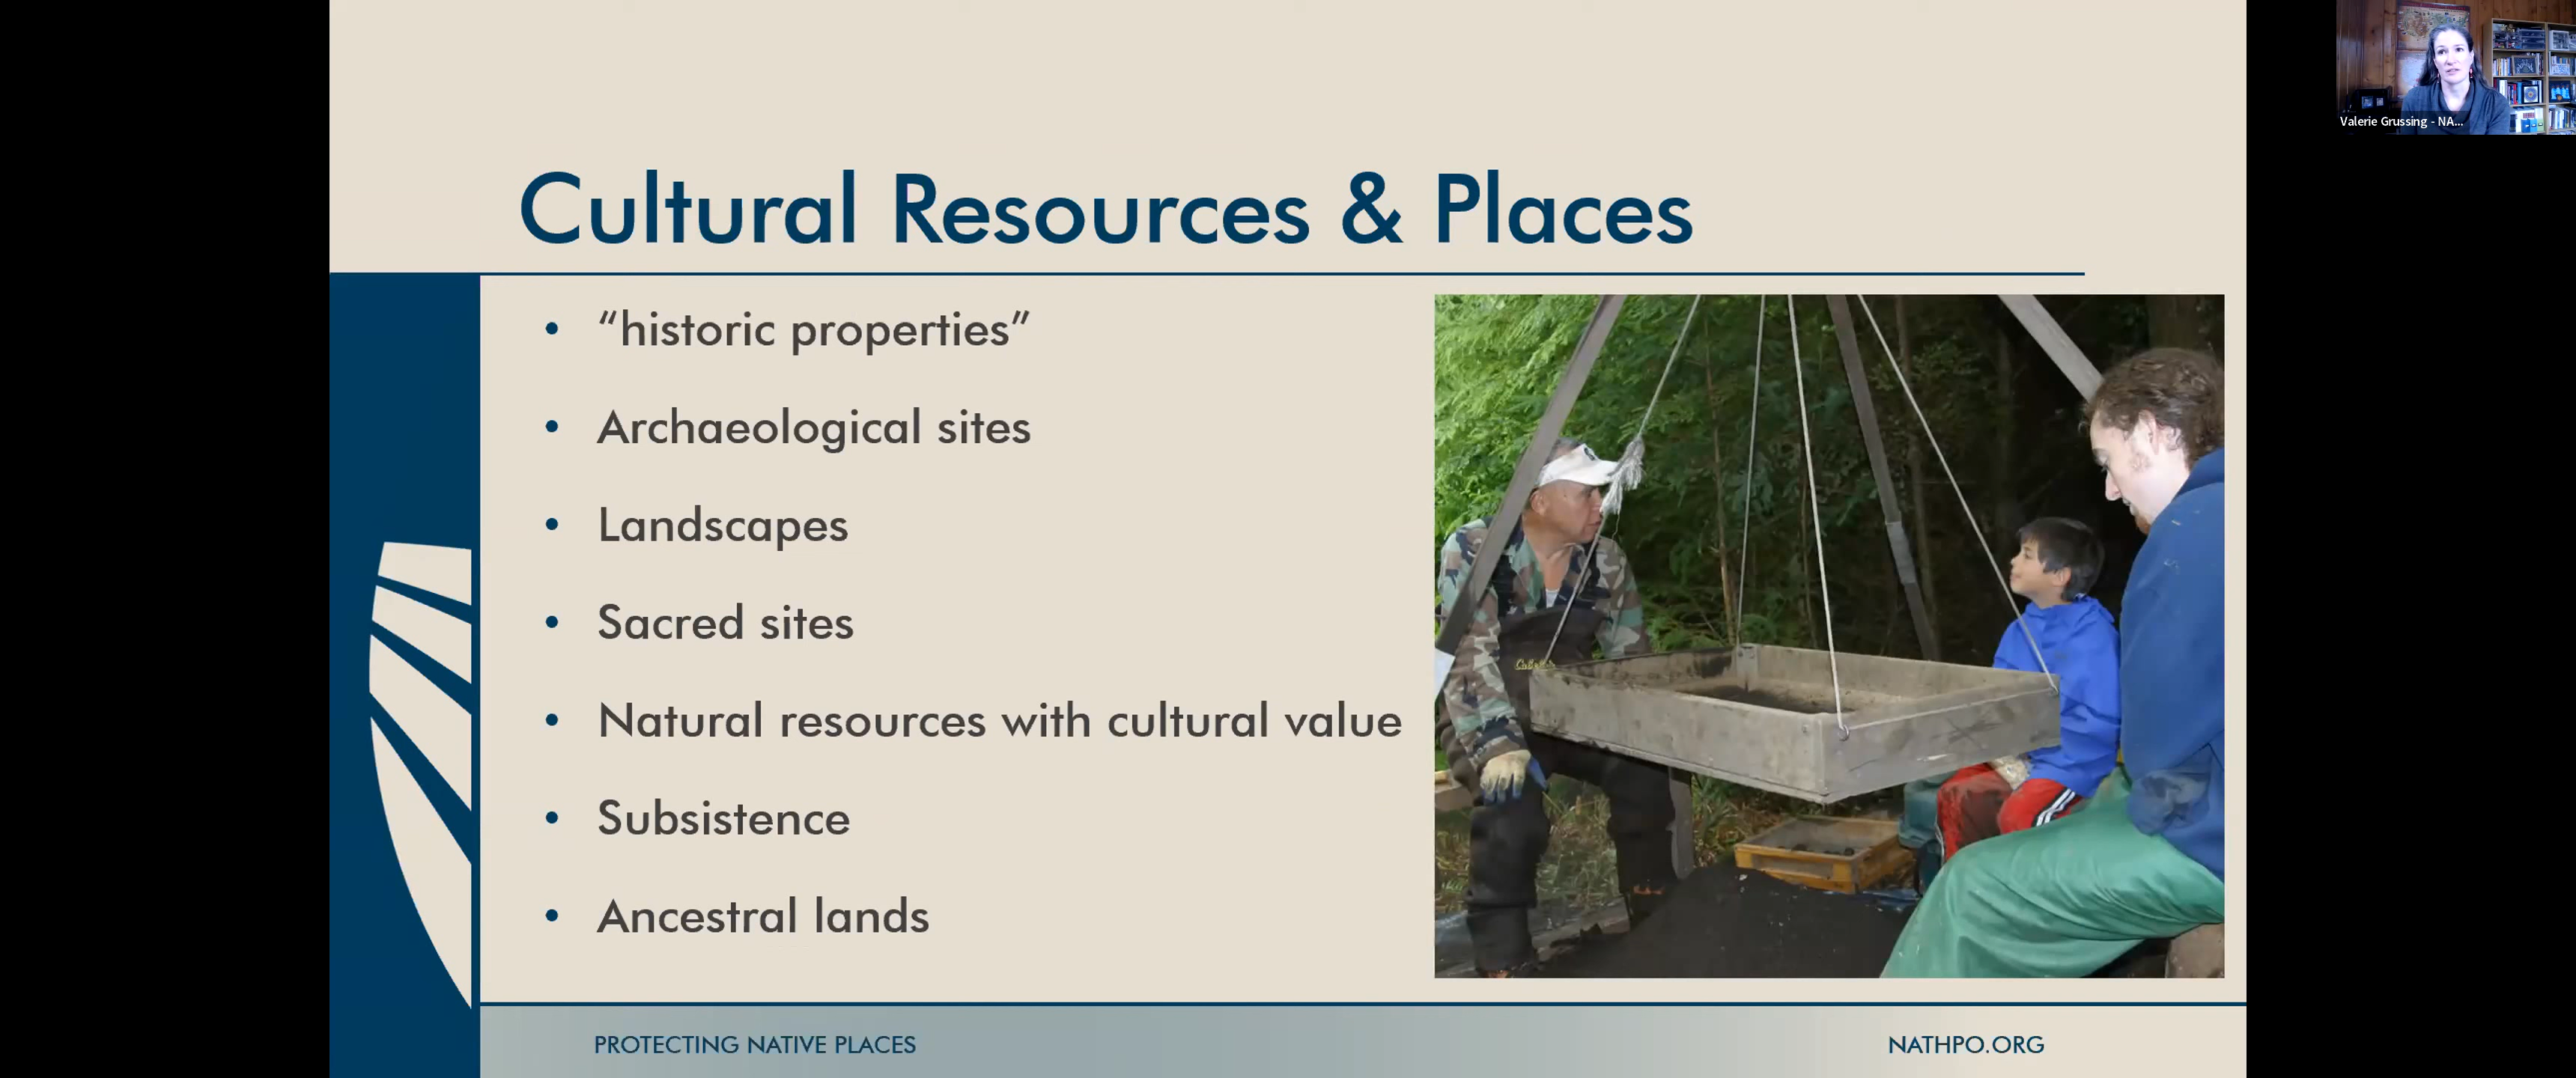 Valerie Grussing - NA...
Cultural Resources & Places
• “historic properties”
• Archaeological sites
• Landscapes
• Sacred sites
• Natural resources with cultural value
• Subsistence
• Ancestral lands
PROTECTING NATIVE PLACES
NATHPO.ORG